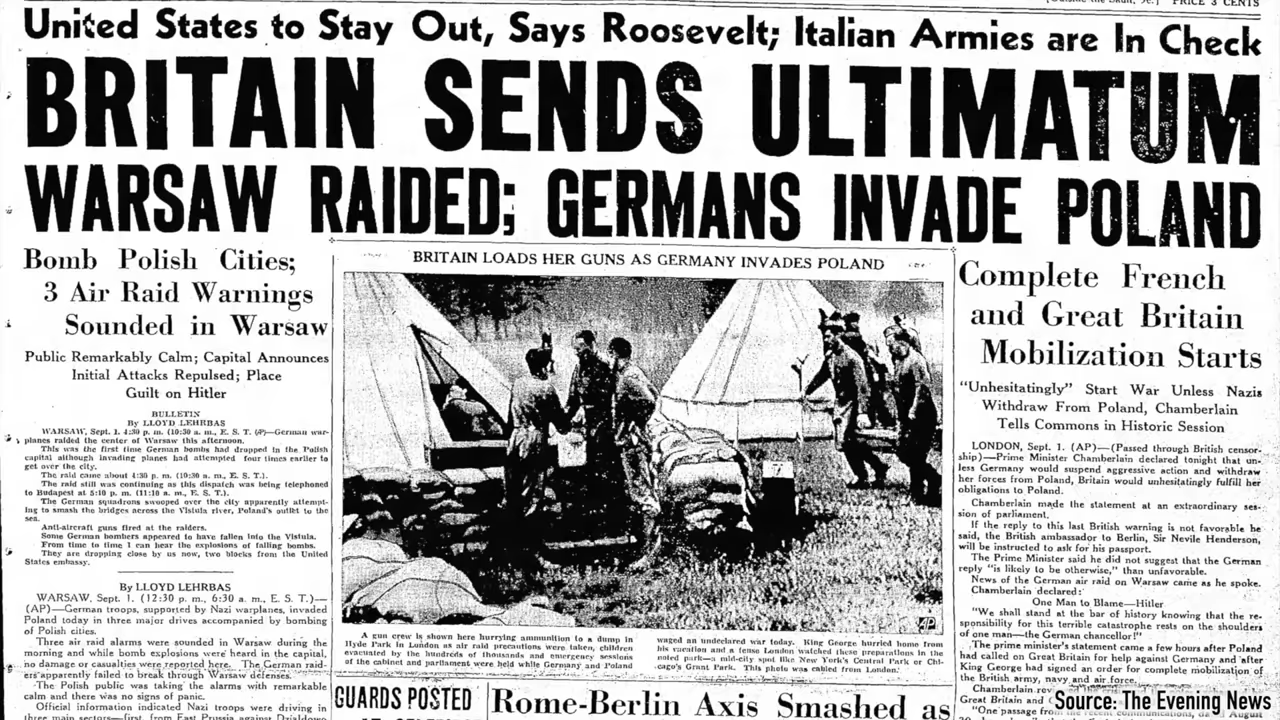 PRICE 3 CENTS
United States to Stay Out, Says Roosevelt; Italian Armies are In Check
BRITAIN SENDS ULTIMATUM
WARSAW RAIDED; GERMANS INVADE POLAND
Bomb Polish Cities;
3 Air Raid Warnings
Sounded in Warsaw
Public Remarkably Calm; Capital Announces
Initial Attacks Repulsed; Place
Guilt on Hitler
BULLETIN
By LLOYD LEHRBAS
WARSAW, Sept. 1. 4:30 p. m. (10:30 a. m., E. S. T.) (AP)—German war-
planes raided the center of Warsaw this afternoon.
This was the first time German bombs had dropped in the Polish
capital although invading planes had attempted four times earlier to
get over the city.
The raid came about 4:30 p. m. (10:30 a. m., E. S. T.).
The raid still was continuing as this dispatch was being telephoned
to Budapest at 5:10 p. m. (11:10 a. m., E. S. T.).
The German squadrons swooped over the city apparently attempt-
ing to smash the bridges across the Vistula river, Poland's outlet to the
sea.
Anti-aircraft guns fired at the raiders.
Some German bombers appeared to have fallen into the Vistula.
From time to time I can hear the explosions of falling bombs.
They are dropping close by us now, two blocks from the United
States embassy.
By LLOYD LEHRBAS
WARSAW, Sept. 1. (12:30 p. m., 6:30 a. m., E. S. T.)—
(AP)—German troops, supported by Nazi warplanes, invaded
Poland today in three major drives accompanied by bombing
of Polish cities.
Three air raid alarms were sounded in Warsaw during the
morning and while bomb explosions were heard in the capital,
no damage or casualties were reported here. The German raid-
ers apparently failed to break through Warsaw defenses.
The Polish public was taking the alarms with remarkable
calm and there was no signs of panic.
Official information indicated Nazi troops were driving in
three main sectors—first, from East Prussia against Dzialdowo
BRITAIN LOADS HER GUNS AS GERMANY INVADES POLAND
AP
A gun crew is shown here hurrying ammunition to a dump in
Hyde Park in London as air raid precautions were taken, children
evacuated by the hundreds of thousands and emergency sessions
of the cabinet and parliament were held while Germany and Poland
waged an undeclared war today. King George hurried home from
his vacation and a tense London watched these preparations in the
noted park—a mid-city spot like New York's Central Park or Chi-
cago's Grant Park. This photo was cabled from London.
GUARDS POSTED
Rome-Berlin Axis Smashed as
Complete French
and Great Britain
Mobilization Starts
"Unhesitatingly" Start War Unless Nazis
Withdraw From Poland, Chamberlain
Tells Commons in Historic Session
LONDON, Sept. 1. (AP)—(Passed through British censor-
ship)—Prime Minister Chamberlain declared tonight that un-
less Germany would suspend aggressive action and withdraw
her forces from Poland, Britain would unhesitatingly fulfill her
obligations to Poland.
Chamberlain made the statement at an extraordinary ses-
sion of parliament.
If the reply to this last British warning is not favorable he
said, the British ambassador to Berlin, Sir Nevile Henderson,
will be instructed to ask for his passport.
The Prime Minister said he did not suggest that the German
reply "is likely to be otherwise," than unfavorable.
News of the German air raid on Warsaw came as he spoke.
Chamberlain declared:
One Man to Blame—Hitler
"We shall stand at the bar of history knowing that the re-
sponsibility for this terrible catastrophe rests on the shoulders
of one man—the German chancellor!"
The prime minister's statement came a few hours after Poland
had called on Great Britain for help against Germany and after
King George had signed an order for complete mobilization of
the British army, navy and air force.
Chamberlain
"One passage from
Source: The Evening News